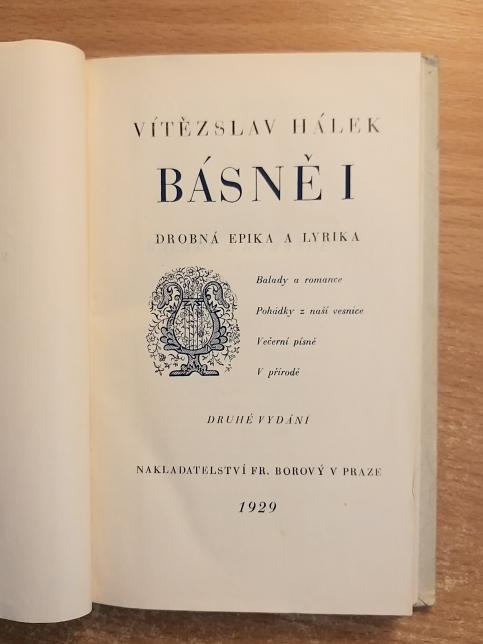 VÍTĚZSLAV HÁLEK
BÁSNĚ I
DROBNÁ EPIKA A LYRIKA
Balady a romance
Pohádky z naší vesnice
Večerní písně
V přírodě
DRUHÉ VYDÁNÍ
NAKLADATELSTVÍ FR. BOROVÝ V PRAZE
1929